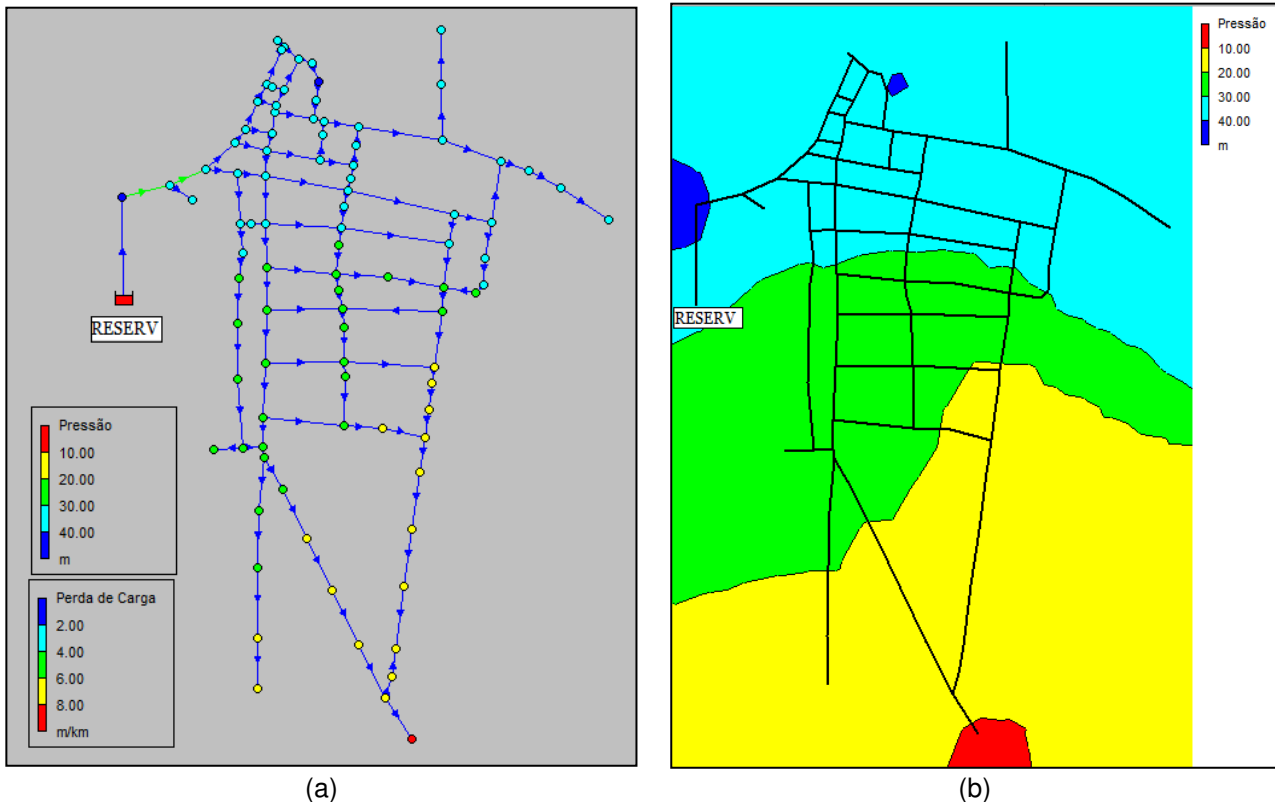 RESERV
Pressão
10.00
20.00
30.00
40.00
m
Perda de Carga
2.00
4.00
6.00
8.00
m/km
(a)
Pressão
10.00
20.00
30.00
40.00
m
RESERV
(b)